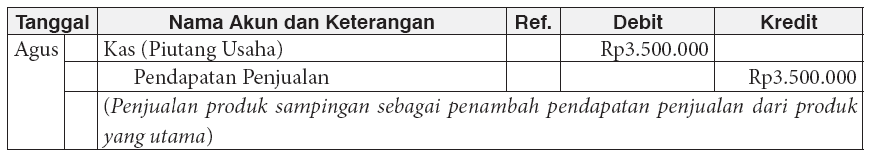 Tanggal Nama Akun dan Keterangan Ref. Debit Kredit
Agus Kas (Piutang Usaha) Rp3.500.000
Pendapatan Penjualan Rp3.500.000
(Penjualan produk sampingan sebagai penambah pendapatan penjualan dari produk
yang utama)